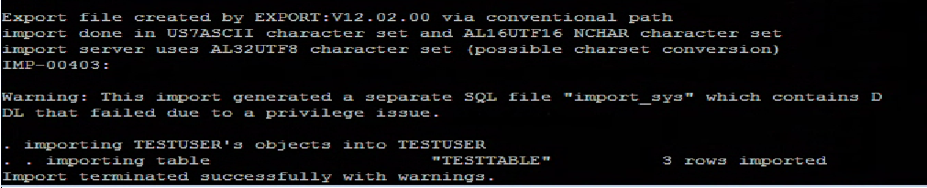 Export file created by EXPORT:V12.02.00 via conventional path
import done in US7ASCII character set and AL16UTF16 NCHAR character set
import server uses AL32UTF8 character set (possible charset conversion)
IMP-00403:
Warning: This import generated a separate SQL file "import_sys" which contains D
DL that failed due to a privilege issue.
. importing TESTUSER's objects into TESTUSER
. . importing table "TESTTABLE" 3 rows imported
Import terminated successfully with warnings.